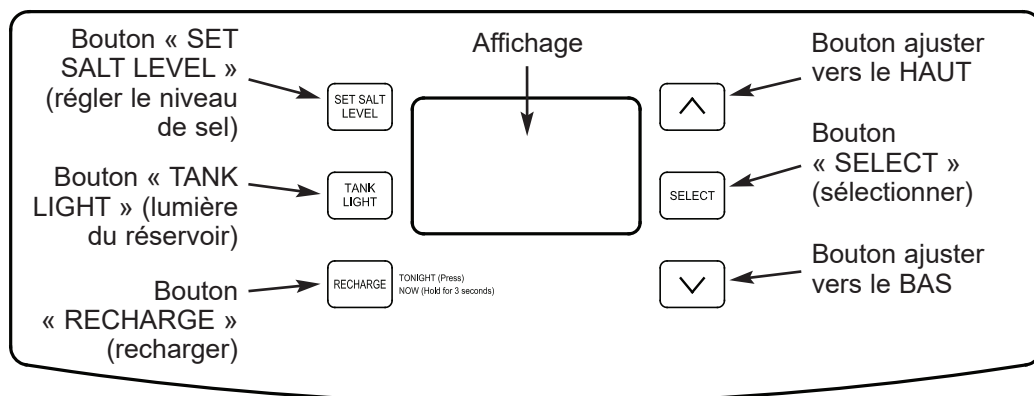 Bouton « SET
SALT LEVEL »
(régler le niveau
de sel)
SET SALT
LEVEL
Affichage
Bouton ajuster
vers le HAUT
Bouton « TANK
LIGHT » (lumière
du réservoir)
TANK
LIGHT
Bouton
« SELECT »
(sélectionner)
SELECT
Bouton
« RECHARGE »
(recharger)
RECHARGE
TONIGHT (Press)
NOW (Hold for 3 seconds)
Bouton ajuster
vers le BAS